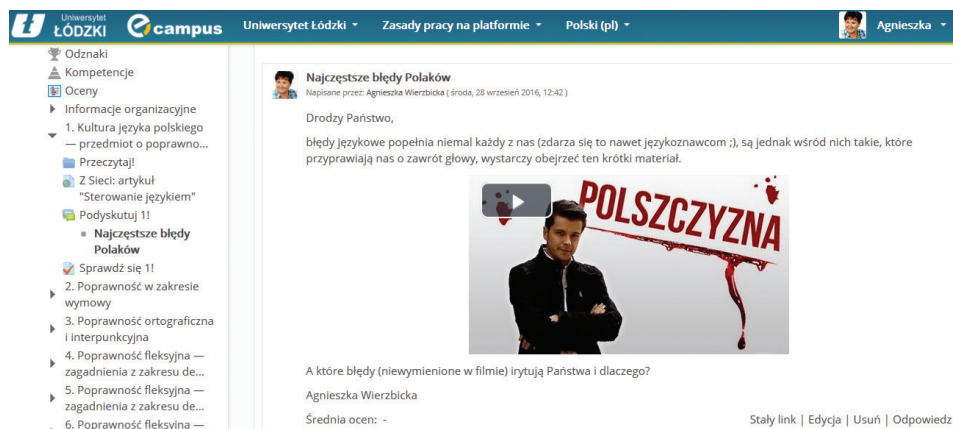 Uniwersytet
ŁÓDZKI
campus
Uniwersytet Łódzki
Zasady pracy na platformie
Polski (pl)
Agnieszka
Odznaki
Kompetencje
Oceny
Informacje organizacyjne
1. Kultura języka polskiego
— przedmiot o poprawno...
Przeczytaj!
Z Sieci: artykuł
"Sterowanie językiem"
Podyskutuj 1!
Najczęstsze błędy
Polaków
Sprawdź się 1!
2. Poprawność w zakresie
wymowy
3. Poprawność ortograficzna
i interpunkcyjna
4. Poprawność fleksyjna —
zagadnienia z zakresu de...
5. Poprawność fleksyjna —
zagadnienia z zakresu de...
6. Poprawność fleksyjna —
Najczęstsze błędy Polaków
Napisane przez: Agnieszka Wierzbicka ( środa, 28 wrzesień 2016, 12:42 )
Drodzy Państwo,
błędy językowe popełnia niemal każdy z nas (zdarza się to nawet językoznawcom ;), są jednak wśród nich takie, które
przyprawiają nas o zawrót głowy, wystarczy obejrzeć ten krótki materiał.
POLSZCZYZNA
A które błędy (niewymienione w filmie) irytują Państwa i dlaczego?
Agnieszka Wierzbicka
Średnia ocen: -
Stały link | Edycja | Usuń | Odpowiedz